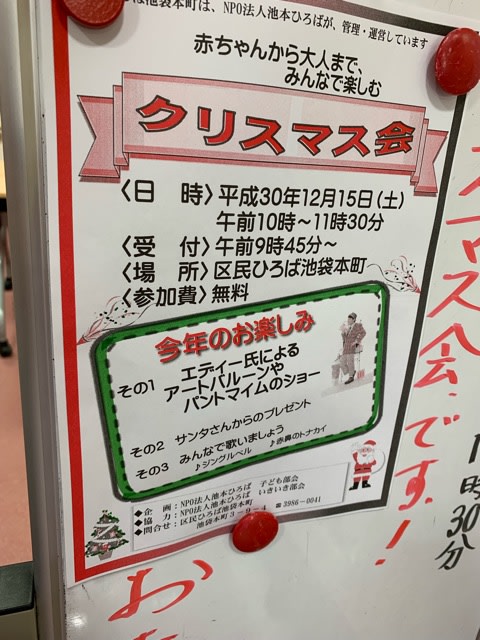 は池袋本町は、NPO法人池本ひろばが、管理・運営しています
赤ちゃんから大人まで、
みんなで楽しむ
クリスマス会
〈日　時〉平成30年12月15日(土)
午前10時～11時30分
〈受　付〉午前9時45分～
〈場　所〉区民ひろば池袋本町
〈参加費〉無料
今年のお楽しみ
その1　エディー氏による
アートバルーンや
パントマイムのショー
その2　サンタさんからのプレゼント
その3　みんなで歌いましょう
♪ジングルベル　♪赤鼻のトナカイ
◆企　画：NPO法人池本ひろば　子ども部会
◆協　力：NPO法人池本ひろば　いきいき部会
◆問合せ：区民ひろば池袋本町
池袋本町3-9-4　☎3986-0041
スマス会です!
時30分
お